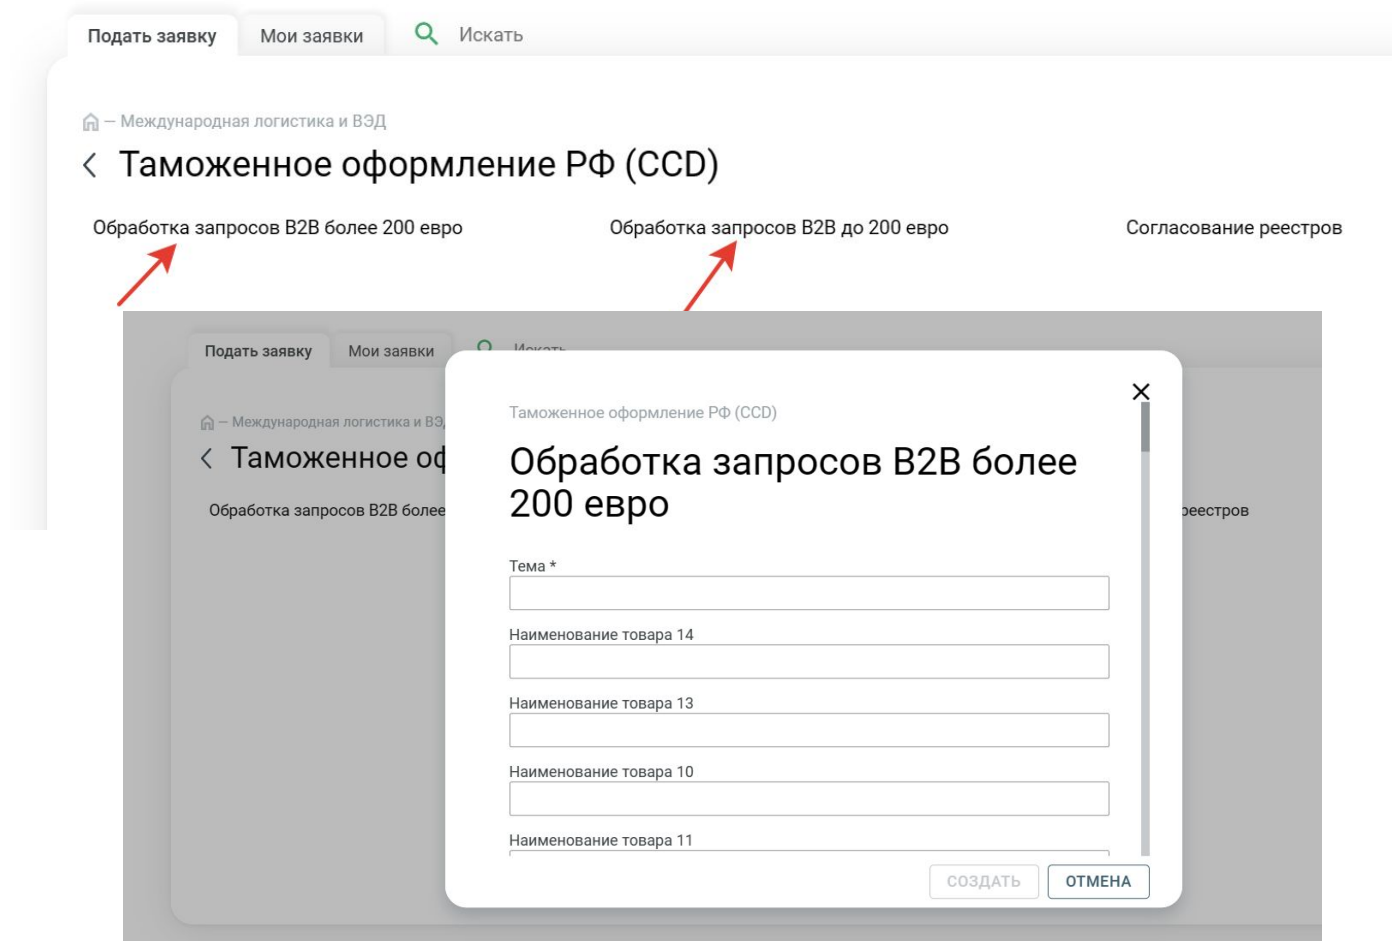 Подать заявку Мои заявки Искать
– Международная логистика и ВЭД
Таможенное оформление РФ (CCD)
Обработка запросов B2B более 200 евро Обработка запросов B2B до 200 евро Согласование реестров
Подать заявку Мои заявки Искать
– Международная логистика и ВЭ
Таможенное оф
Обработка запросов B2B более реестров
Таможенное оформление РФ (CCD)
Обработка запросов B2B более
200 евро
Тема *
Наименование товара 14
Наименование товара 13
Наименование товара 10
Наименование товара 11
СОЗДАТЬ ОТМЕНА